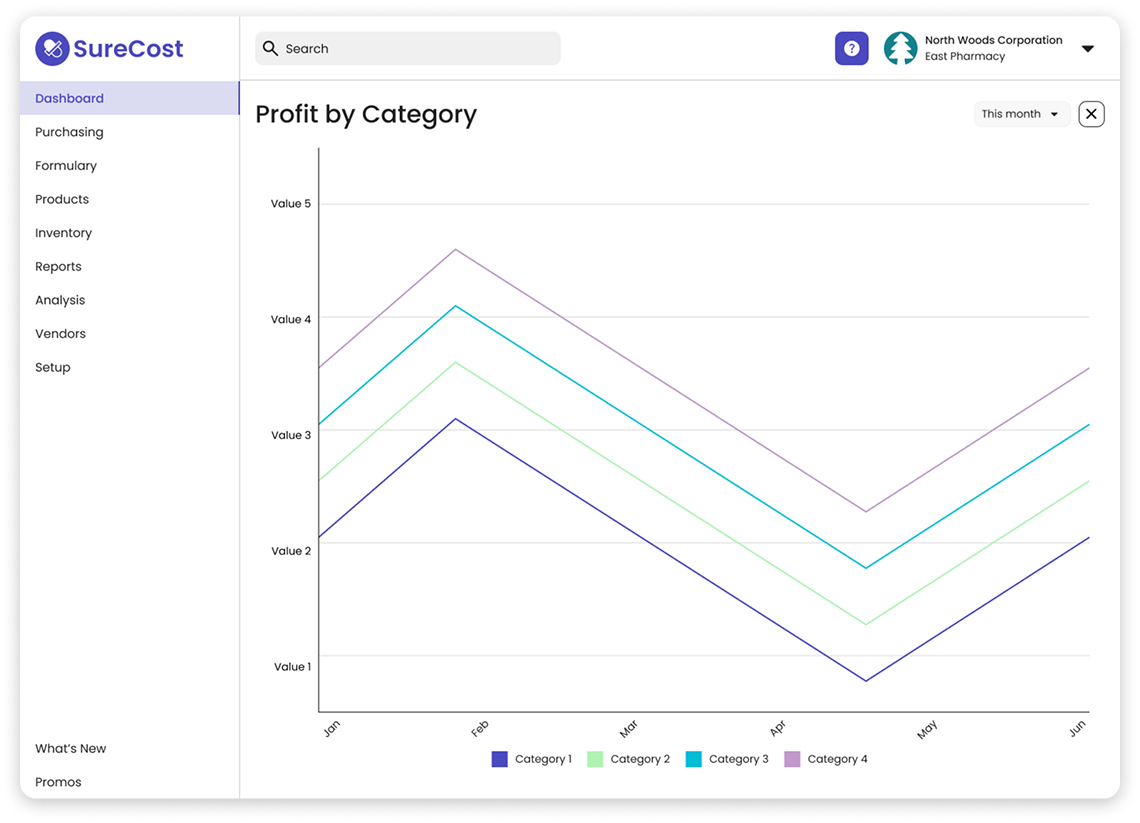 SureCost
Search
?
North Woods Corporation
East Pharmacy
Dashboard
Purchasing
Formulary
Products
Inventory
Reports
Analysis
Vendors
Setup
What's New
Promos
Profit by Category
This month
Value 5
Value 4
Value 3
Value 2
Value 1
Jan
Feb
Mar
Apr
May
Jun
Category 1
Category 2
Category 3
Category 4